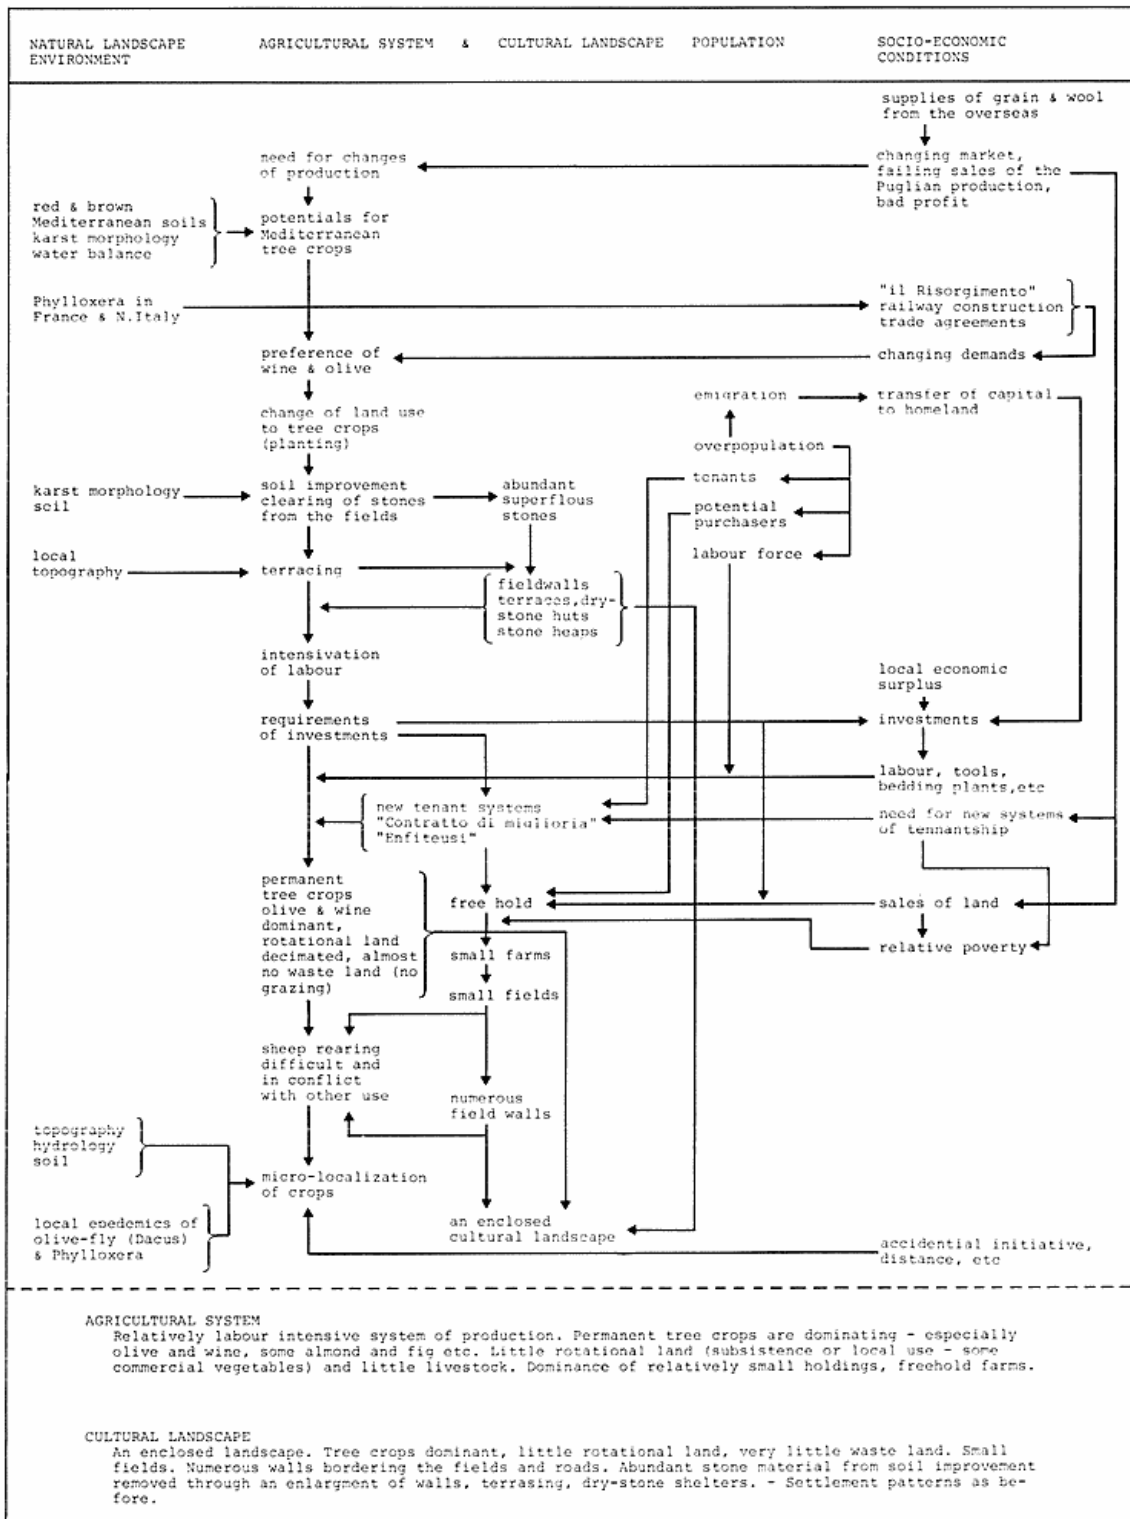 NATURAL LANDSCAPE
ENVIRONMENT
AGRICULTURAL SYSTEM & CULTURAL LANDSCAPE
POPULATION
SOCIO-ECONOMIC
CONDITIONS
supplies of grain & wool
from the overseas
need for changes
of production
changing market,
failing sales of the
Puglian production,
bad profit
red & brown
Mediterranean soils
karst morphology
water balance
potentials for
Mediterranean
tree crops
Phylloxera in
France & N.Italy
"il Risorgimento"
railway construction
trade agreements
preference of
wine & olive
changing demands
change of land use
to tree crops
(planting)
emigration
transfer of capital
to homeland
overpopulation
tenants
potential
purchasers
labour force
karst morphology
soil
soil improvement
clearing of stones
from the fields
abundant
superflous
stones
local
topography
terracing
fieldwalls
terraces,dry-
stone huts
stone heaps
intensivation
of labour
local economic
surplus
requirements
of investments
investments
labour, tools,
bedding plants,etc
new tenant systems
"Contratto di miglioria"
"Enfiteusi"
need for new systems
of tennantship
permanent
tree crops
olive & wine
dominant,
rotational land
decimated, almost
no waste land (no
grazing)
free hold
sales of land
small farms
relative poverty
small fields
sheep rearing
difficult and
in conflict
with other use
numerous
field walls
topography
hydrology
soil
micro-localization
of crops
local epedemics of
olive-fly (Dacus)
& Phylloxera
an enclosed
cultural landscape
accidential initiative,
distance, etc
AGRICULTURAL SYSTEM
Relatively labour intensive system of production. Permanent tree crops are dominating - especially
olive and wine, some almond and fig etc. Little rotational land (subsistence or local use - some
commercial vegetables) and little livestock. Dominance of relatively small holdings, freehold farms.
CULTURAL LANDSCAPE
An enclosed landscape. Tree crops dominant, little rotational land, very little waste land. Small
fields. Numerous walls bordering the fields and roads. Abundant stone material from soil improvement
removed through an enlargment of walls, terrasing, dry-stone shelters. - Settlement patterns as be-
fore.